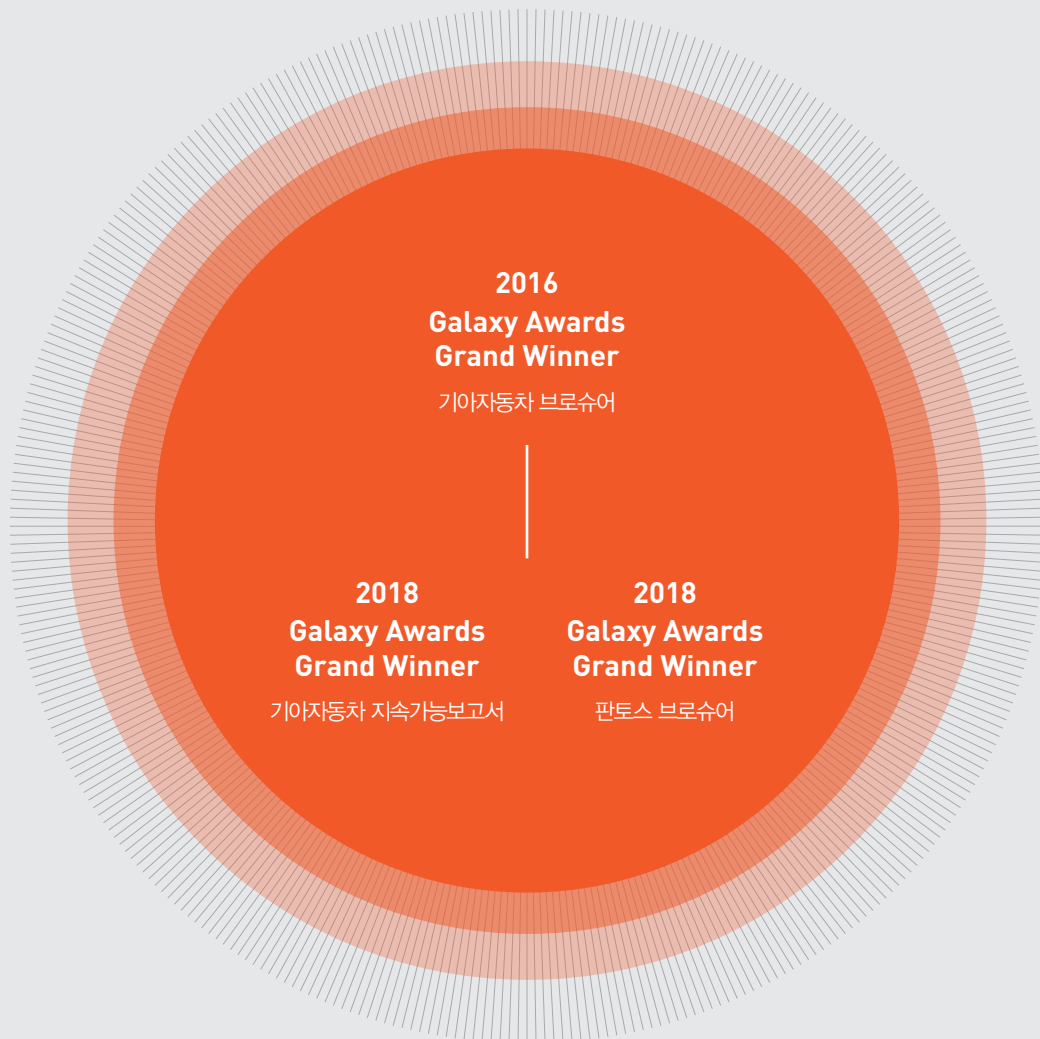 2016
Galaxy Awards
Grand Winner
기아자동차 브로슈어
2018
Galaxy Awards
Grand Winner
기아자동차 지속가능보고서
2018
Galaxy Awards
Grand Winner
판토스 브로슈어